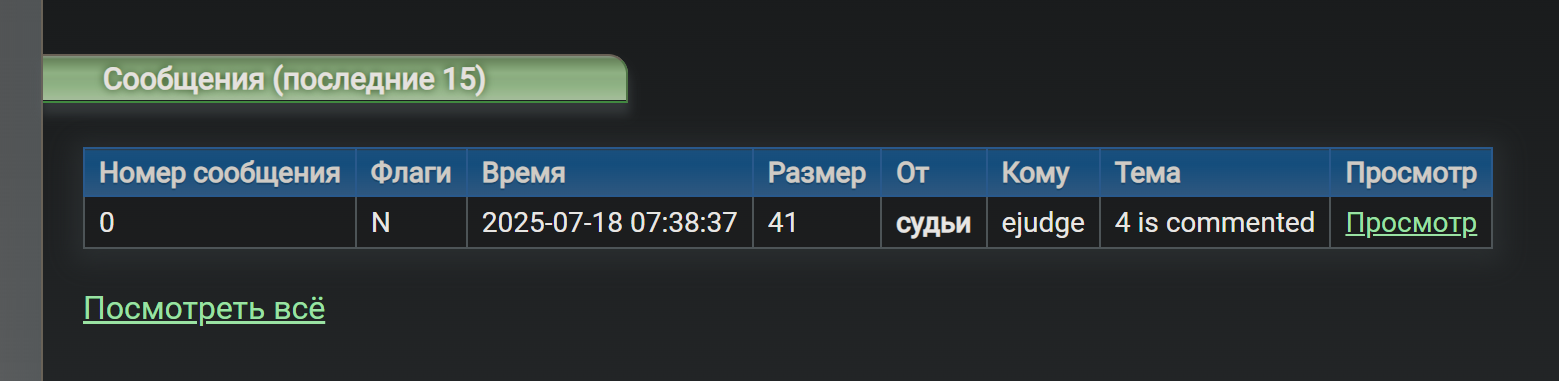 Сообщения (последние 15)
Номер сообщения Флаги Время Размер От Кому Тема Просмотр
0 N 2025-07-18 07:38:37 41 судьи ejudge 4 is commented Просмотр
Посмотреть всё